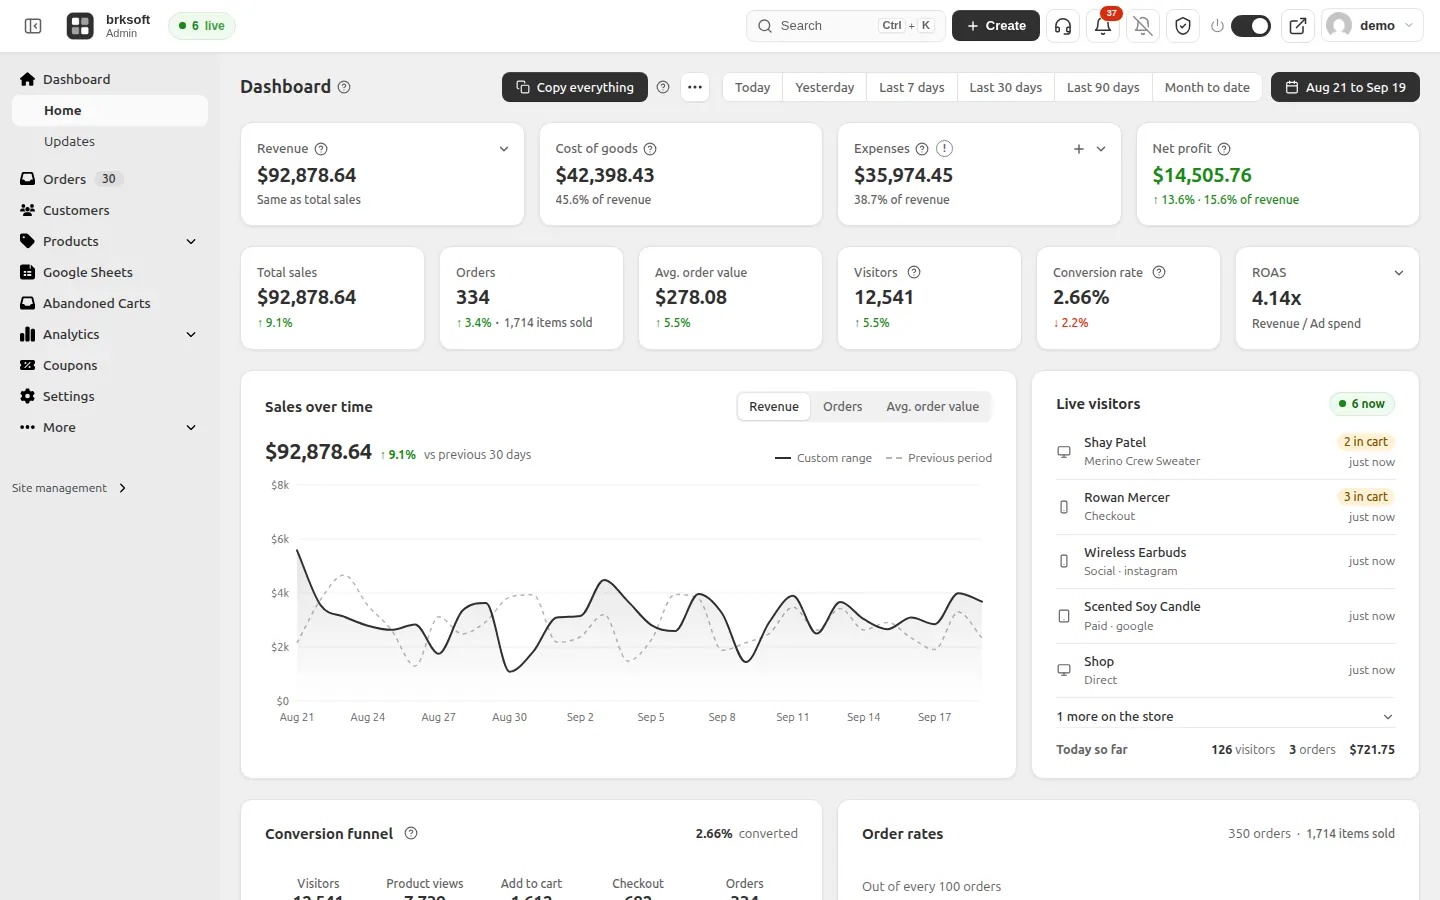 brksoft
Admin
6 live
Search
Ctrl + K
Create
37
demo
Dashboard
Home
Updates
Orders 30
Customers
Products
Google Sheets
Abandoned Carts
Analytics
Coupons
Settings
More
Site management
Dashboard
Copy everything
Today
Yesterday
Last 7 days
Last 30 days
Last 90 days
Month to date
Aug 21 to Sep 19
Revenue
$92,878.64
Same as total sales
Cost of goods
$42,398.43
45.6% of revenue
Expenses
$35,974.45
38.7% of revenue
Net profit
$14,505.76
↑ 13.6% · 15.6% of revenue
Total sales
$92,878.64
↑ 9.1%
Orders
334
↑ 3.4% · 1,714 items sold
Avg. order value
$278.08
↑ 5.5%
Visitors
12,541
↑ 5.5%
Conversion rate
2.66%
↓ 2.2%
ROAS
4.14x
Revenue / Ad spend
Sales over time
Revenue
Orders
Avg. order value
$92,878.64 ↑ 9.1% vs previous 30 days
Custom range
Previous period
$8k
$6k
$4k
$2k
$0
Aug 21
Aug 24
Aug 27
Aug 30
Sep 2
Sep 5
Sep 8
Sep 11
Sep 14
Sep 17
Live visitors
6 now
Shay Patel
2 in cart
Merino Crew Sweater
just now
Rowan Mercer
3 in cart
Checkout
just now
Wireless Earbuds
Social · instagram
just now
Scented Soy Candle
Paid · google
just now
Shop
Direct
just now
1 more on the store
Today so far
126 visitors 3 orders $721.75
Conversion funnel
2.66% converted
Visitors
Product views
Add to cart
Checkout
Orders
12,541
7,739
1,612
682
334
Order rates
350 orders · 1,714 items sold
Out of every 100 orders